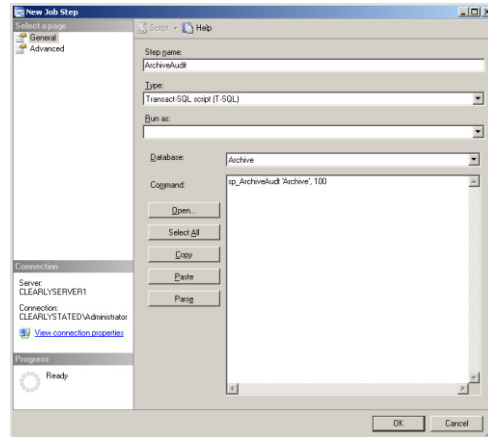 New Job Step
Select a page
General
Advanced
Script
Help
Step name:
ArchiveAudit
Type:
Transact-SQL script (T-SQL)
Run as:
Database:
Archive
Command:
sp_ArchiveAudt 'Archive', 100
Open...
Select All
Copy
Paste
Parse
Connection
Server:
CLEARLYSERVER1
Connection:
CLEARLYSTATED\Administrator
View connection properties
Progress
Ready
OK
Cancel